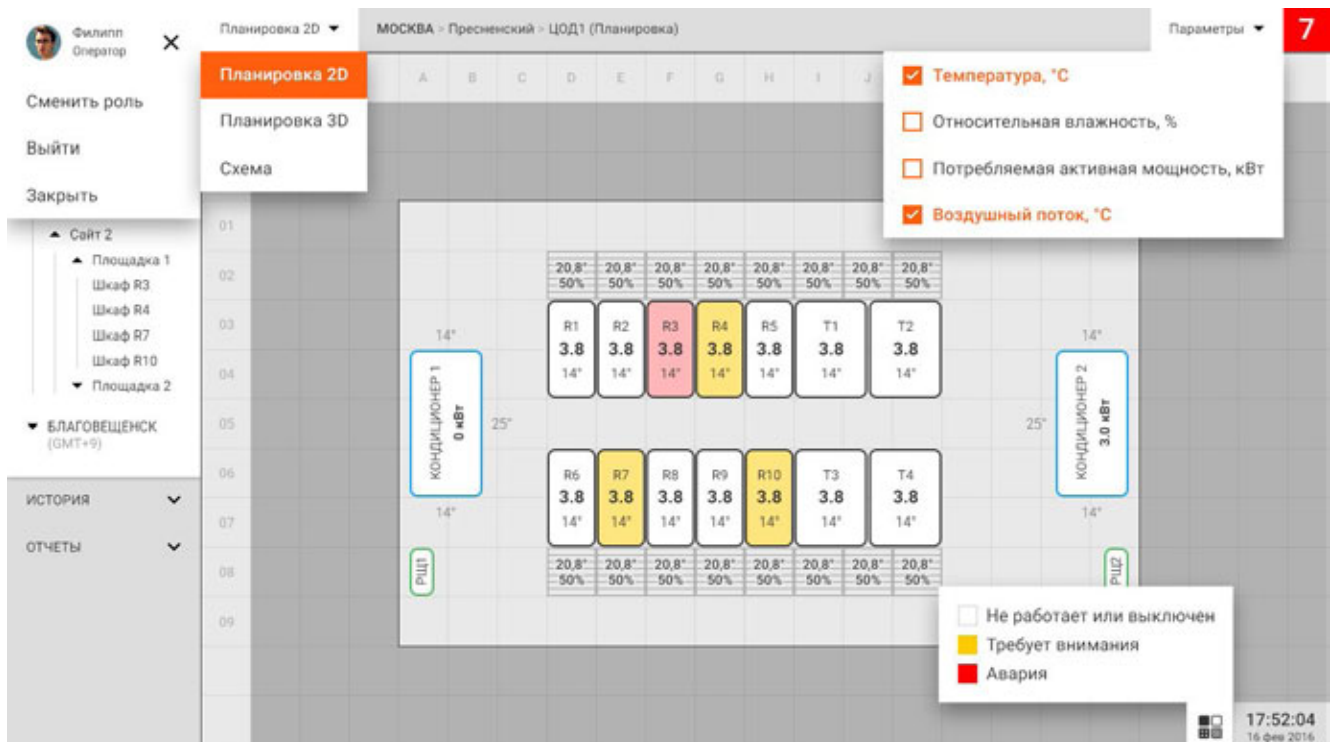 Филипп
Оператор
Сменить роль
Выйти
Закрыть
Планировка 2D
МОСКВА - Пресненский - ЦОД1 (Планировка)
Параметры
7
Планировка 2D
Планировка 3D
Схема
A B C D E F G H I J
Температура, °C
Относительная влажность, %
Потребляемая активная мощность, кВт
Воздушный поток, °C
Сайт 2
Площадка 1
Шкаф R3
Шкаф R4
Шкаф R7
Шкаф R10
Площадка 2
БЛАГОВЕЩЕНСК
(GMT+9)
ИСТОРИЯ
ОТЧЕТЫ
01
02
03
04
05
06
07
08
09
20,8° 20,8° 20,8° 20,8° 20,8° 20,8° 20,8° 20,8°
50% 50% 50% 50% 50% 50% 50% 50%
R1 R2 R3 R4 R5 T1 T2
3.8 3.8 3.8 3.8 3.8 3.8 3.8
14° 14° 14° 14° 14° 14° 14°
14°
КОНДИЦИОНЕР 1
0 кВт
25°
14°
14°
25°
КОНДИЦИОНЕР 2
3.0 кВт
14°
R6 R7 R8 R9 R10 T3 T4
3.8 3.8 3.8 3.8 3.8 3.8 3.8
14° 14° 14° 14° 14° 14° 14°
20,8° 20,8° 20,8° 20,8° 20,8° 20,8° 20,8° 20,8°
50% 50% 50% 50% 50% 50% 50% 50%
РЩ1
РЩ2
Не работает или выключен
Требует внимания
Авария
17:52:04
16 фев 2016